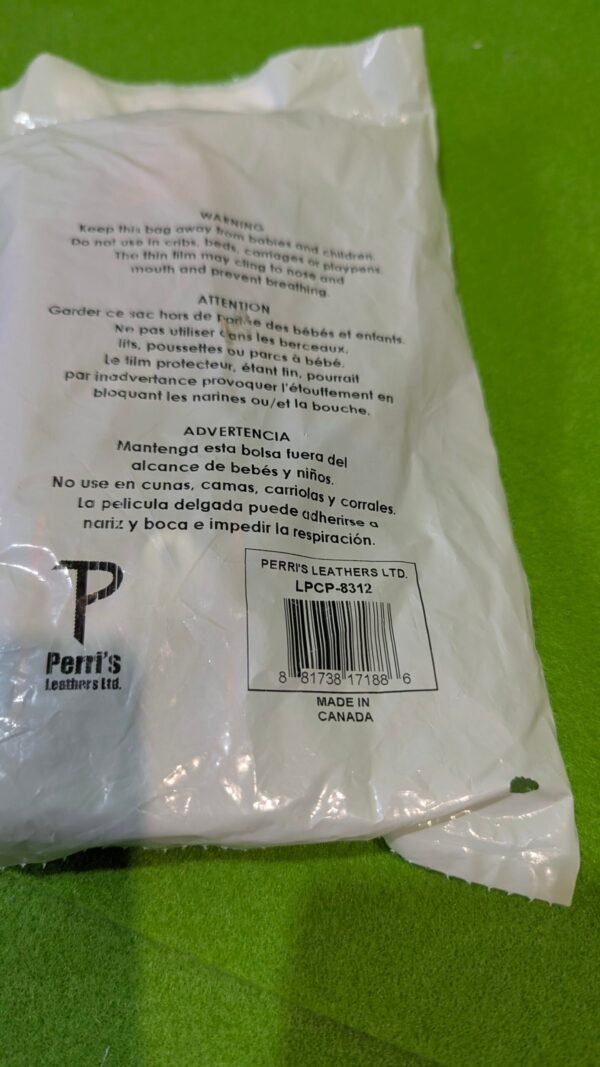 WARNING
Keep this bag away from babies and children.
Do not use in cribs, beds, carriages or playpens.
The thin film may cling to nose and
mouth and prevent breathing.
ATTENTION
Garder ce sac hors de portée des bébés et enfants.
Ne pas utiliser dans les berceaux,
lits, poussettes ou parcs à bébé.
Le film protecteur, étant fin, pourrait
par inadvertance provoquer l'étouffement en
bloquant les narines ou/et la bouche.
ADVERTENCIA
Mantenga esta bolsa fuera del
alcance de bebés y niños.
No use en cunas, camas, carriolas y corrales.
La pelicula delgada puede adherirse a
nariz y boca e impedir la respiración.
P
Perri's
Leathers Ltd.
PERRI'S LEATHERS LTD.
LPCP-8312
8 81738 17188 6
MADE IN
CANADA